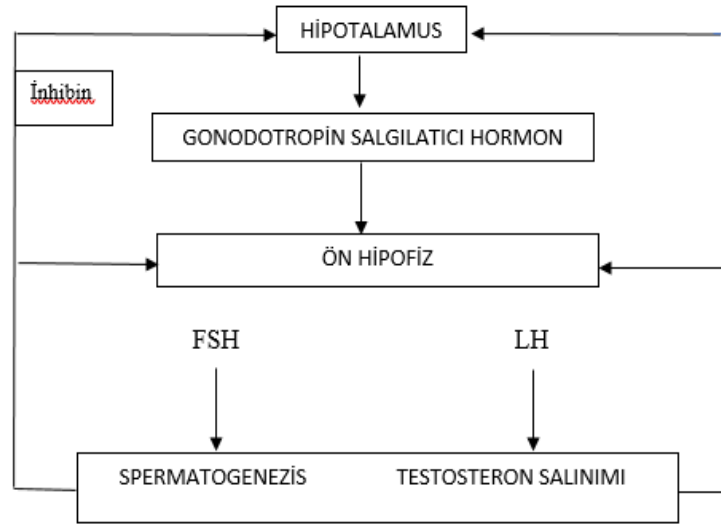 HİPOTALAMUS
İnhibin
GONODOTROPİN SALGILATICI HORMON
ÖN HİPOFİZ
FSH LH
SPERMATOGENEZİS TESTOSTERON SALINIMI